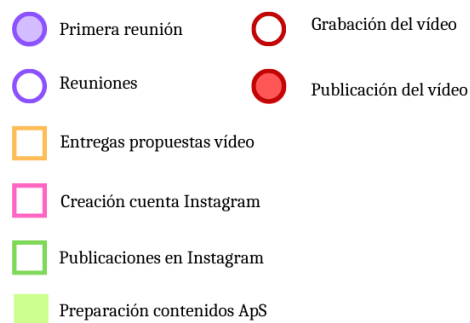 Primera reunión
Grabación del vídeo
Reuniones
Publicación del vídeo
Entregas propuestas vídeo
Creación cuenta Instagram
Publicaciones en Instagram
Preparación contenidos ApS